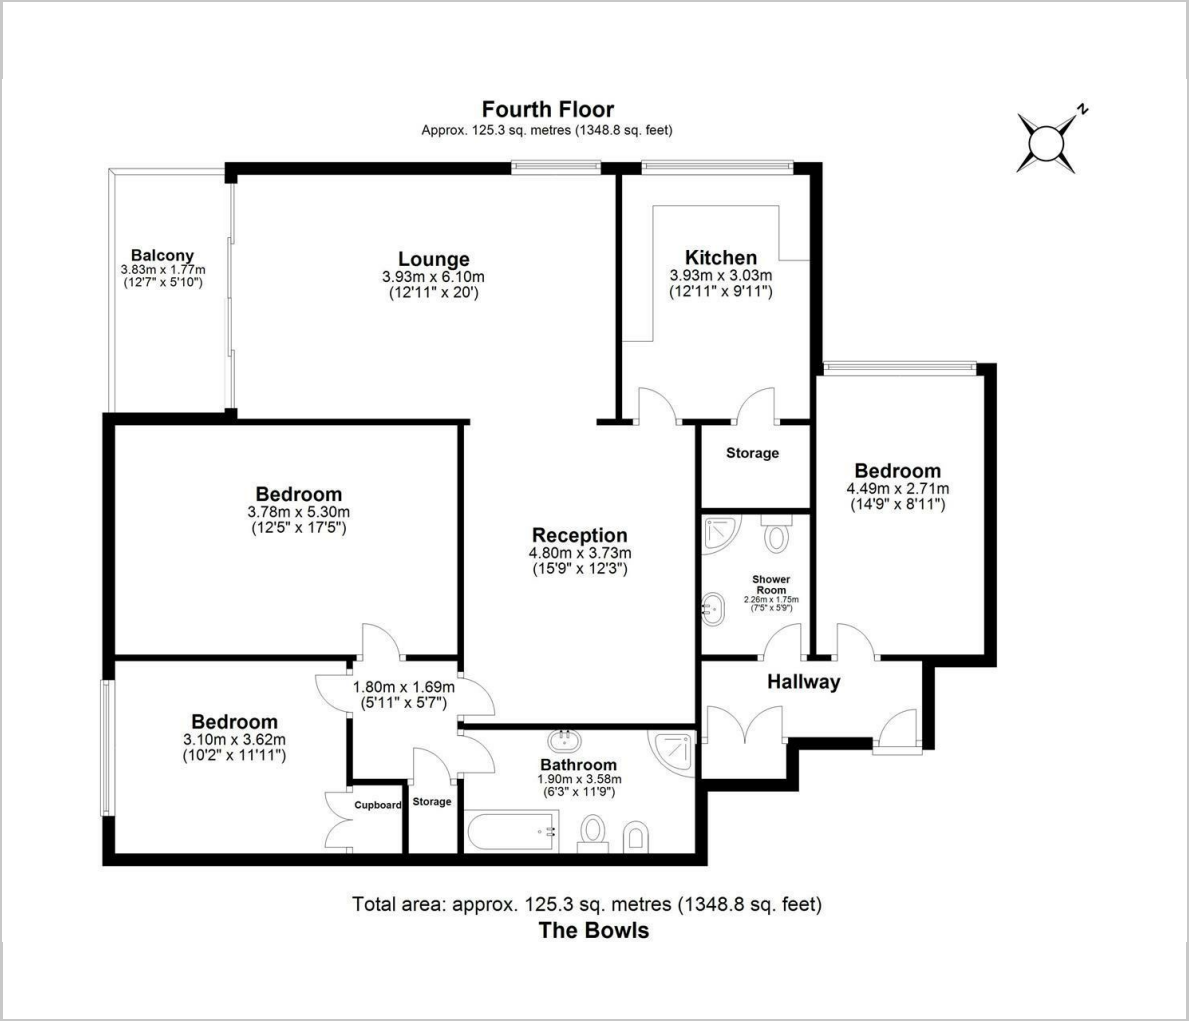 Fourth Floor
Approx. 125.3 sq. metres (1348.8 sq. feet)
N
Balcony
3.83m x 1.77m
(12'7" x 5'10")
Lounge
3.93m x 6.10m
(12'11" x 20')
Kitchen
3.93m x 3.03m
(12'11" x 9'11")
Storage
Bedroom
4.49m x 2.71m
(14'9" x 8'11")
Bedroom
3.78m x 5.30m
(12'5" x 17'5")
Reception
4.80m x 3.73m
(15'9" x 12'3")
Shower
Room
2.26m x 1.75m
(7'5" x 5'9")
Hallway
1.80m x 1.69m
(5'11" x 5'7")
Bedroom
3.10m x 3.62m
(10'2" x 11'11")
Bathroom
1.90m x 3.58m
(6'3" x 11'9")
Cupboard
Storage
Total area: approx. 125.3 sq. metres (1348.8 sq. feet)
The Bowls